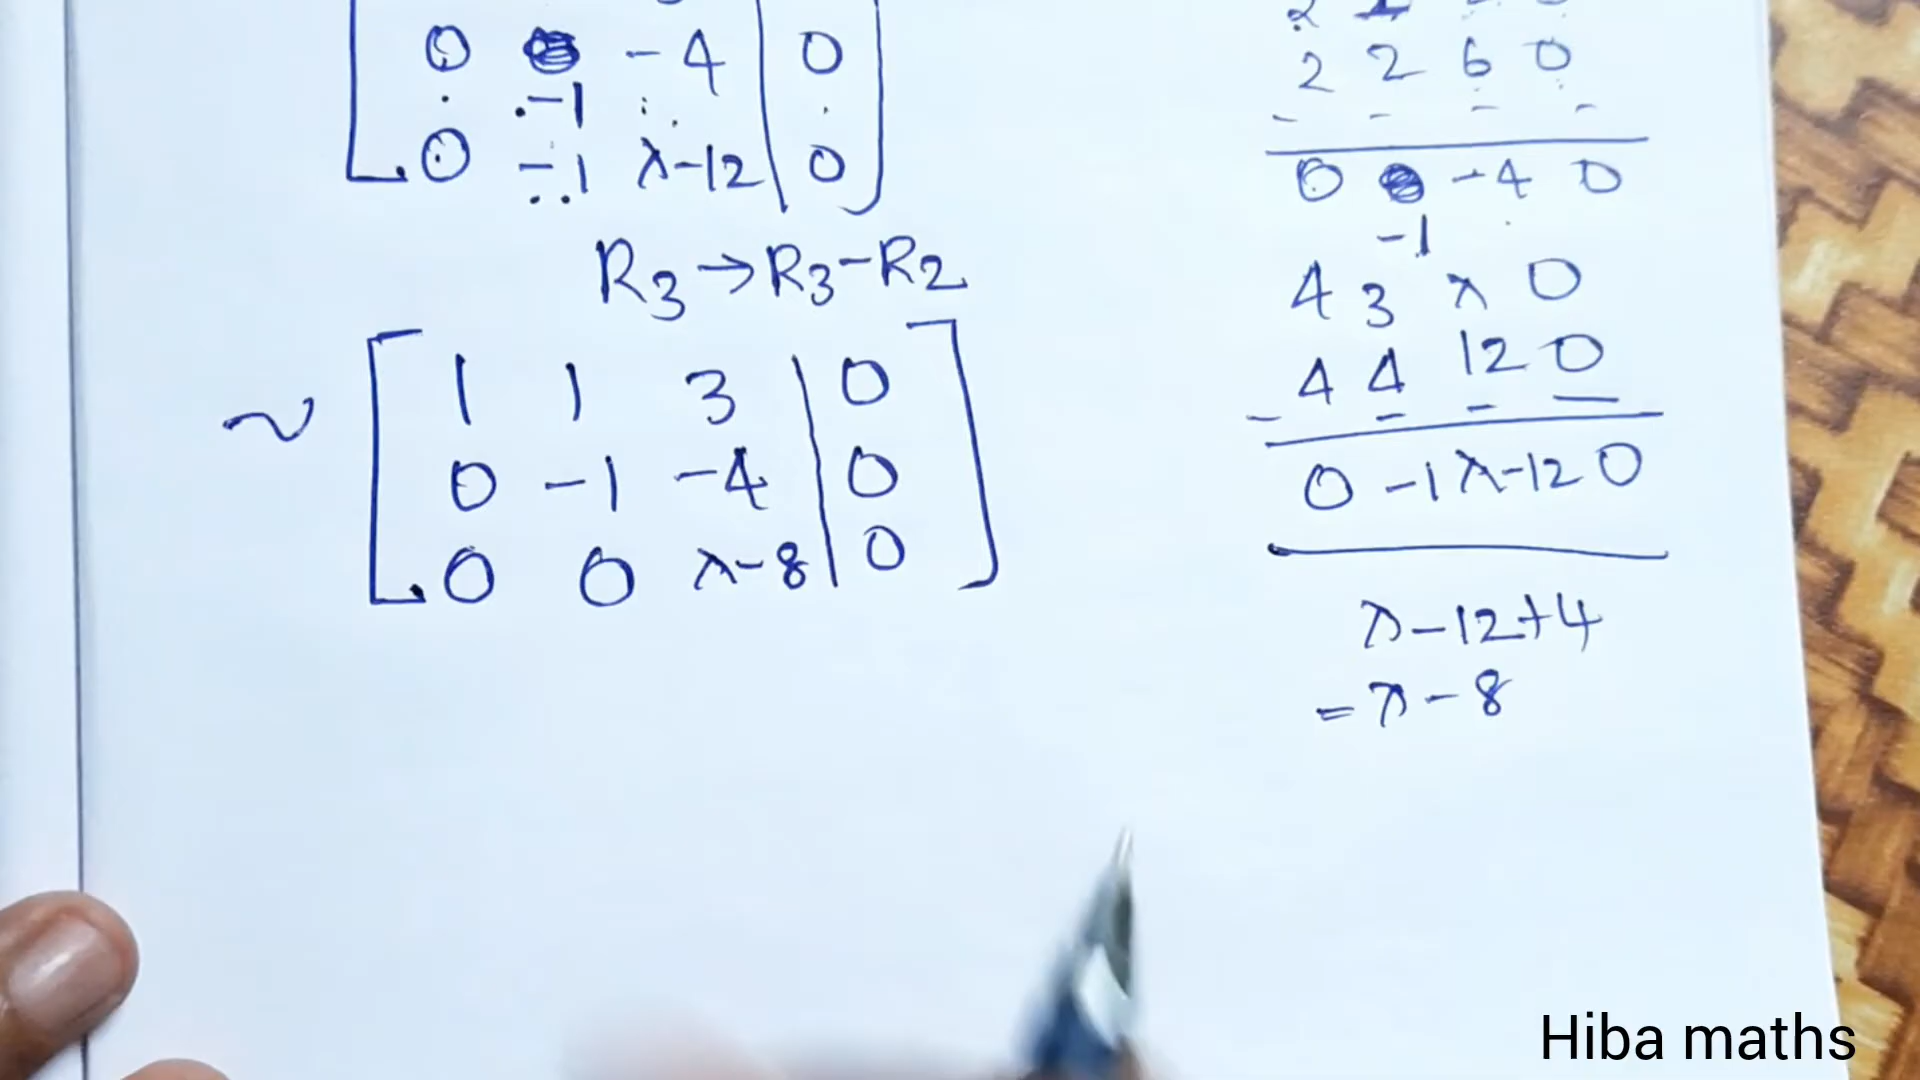 0 -4 | 0
-1
0 -1 λ-12 | 0
R3 → R3-R2
~ [ 1 1 3 | 0 ]
0 -1 -4 | 0
0 0 λ-8 | 0
2 2 6 0
- - - -
0 -4 0
-1
4 3 λ 0
4 4 12 0
- - - -
0 -1 λ-12 0
λ-12+4
= λ-8
Hiba maths